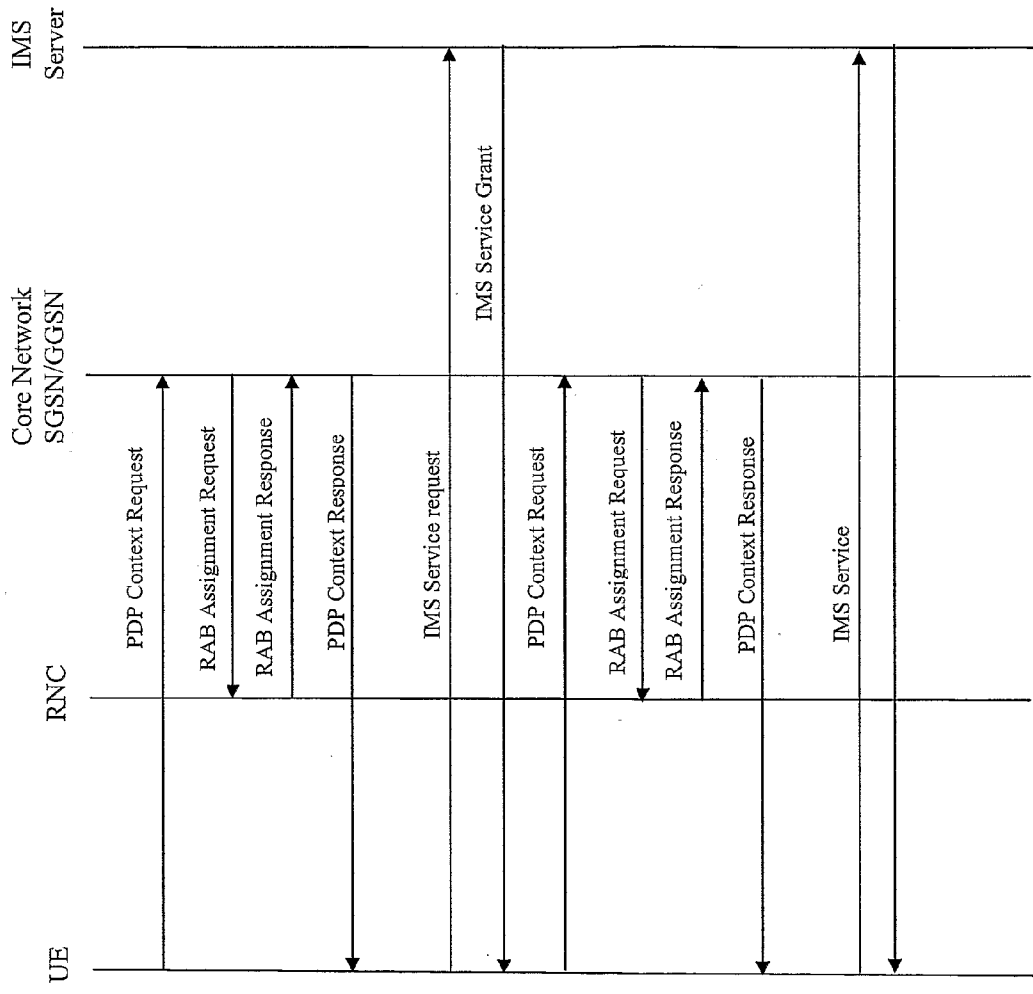 UE
RNC
Core Network
SGSN/GGSN
IMS
Server
PDP Context Request
RAB Assignment Request
RAB Assignment Response
PDP Context Response
IMS Service request
IMS Service Grant
PDP Context Request
RAB Assignment Request
RAB Assignment Response
PDP Context Response
IMS Service